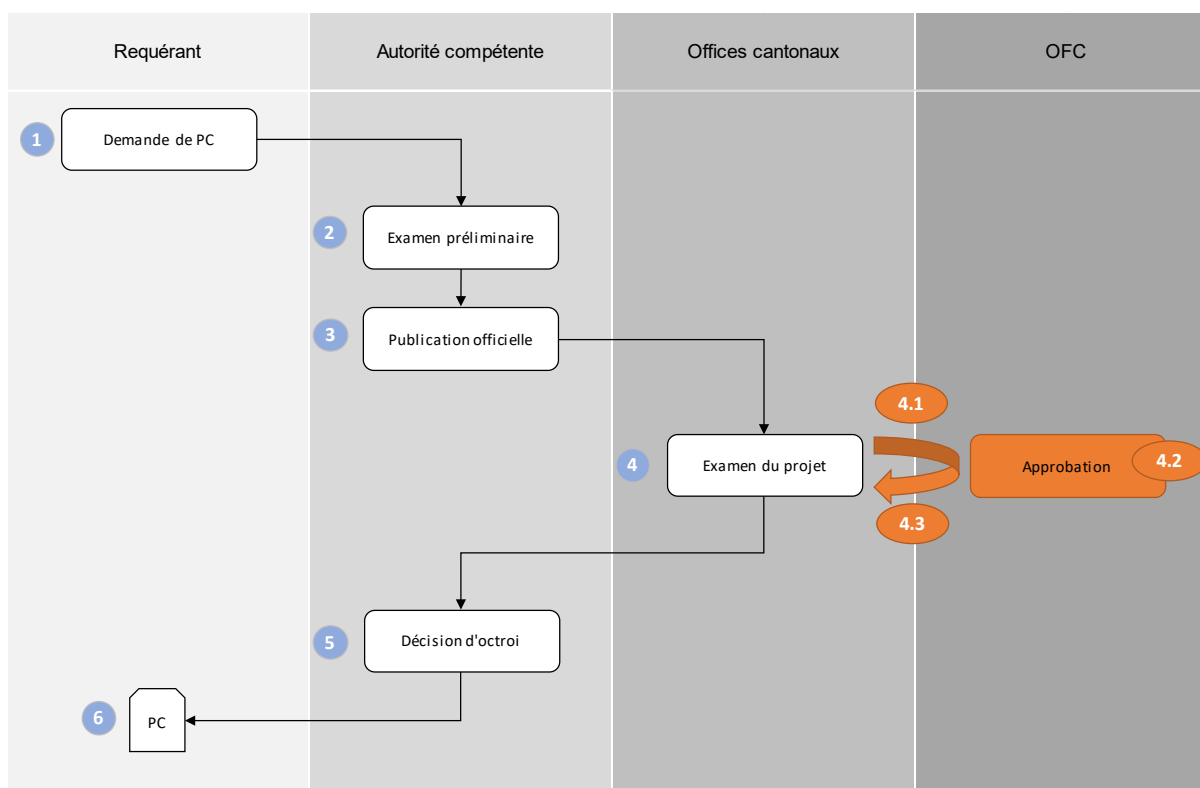 Requérant
Autorité compétente
Offices cantonaux
OFC
1
Demande de PC
2
Examen préliminaire
3
Publication officielle
4.1
4
Examen du projet
Approbation
4.2
4.3
5
Décision d'octroi
6
PC